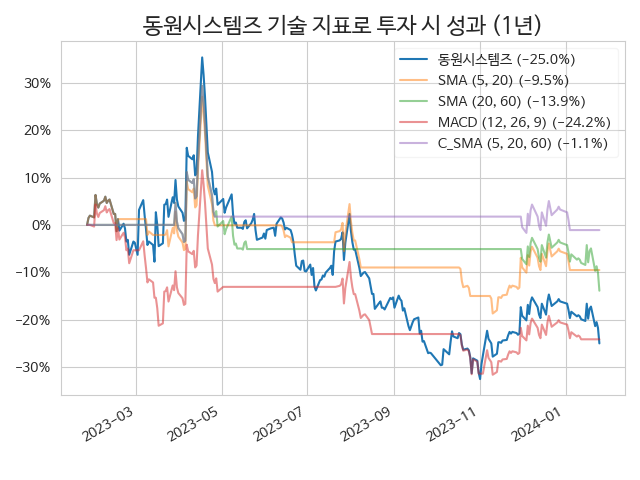 동원시스템즈 기술 지표로 투자 시 성과 (1년)
동원시스템즈 (−25.0%)
SMA (5, 20) (−9.5%)
SMA (20, 60) (−13.9%)
MACD (12, 26, 9) (−24.2%)
C_SMA (5, 20, 60) (−1.1%)
30%
20%
10%
0%
−10%
−20%
−30%
2023−03
2023−05
2023−07
2023−09
2023−11
2024−01